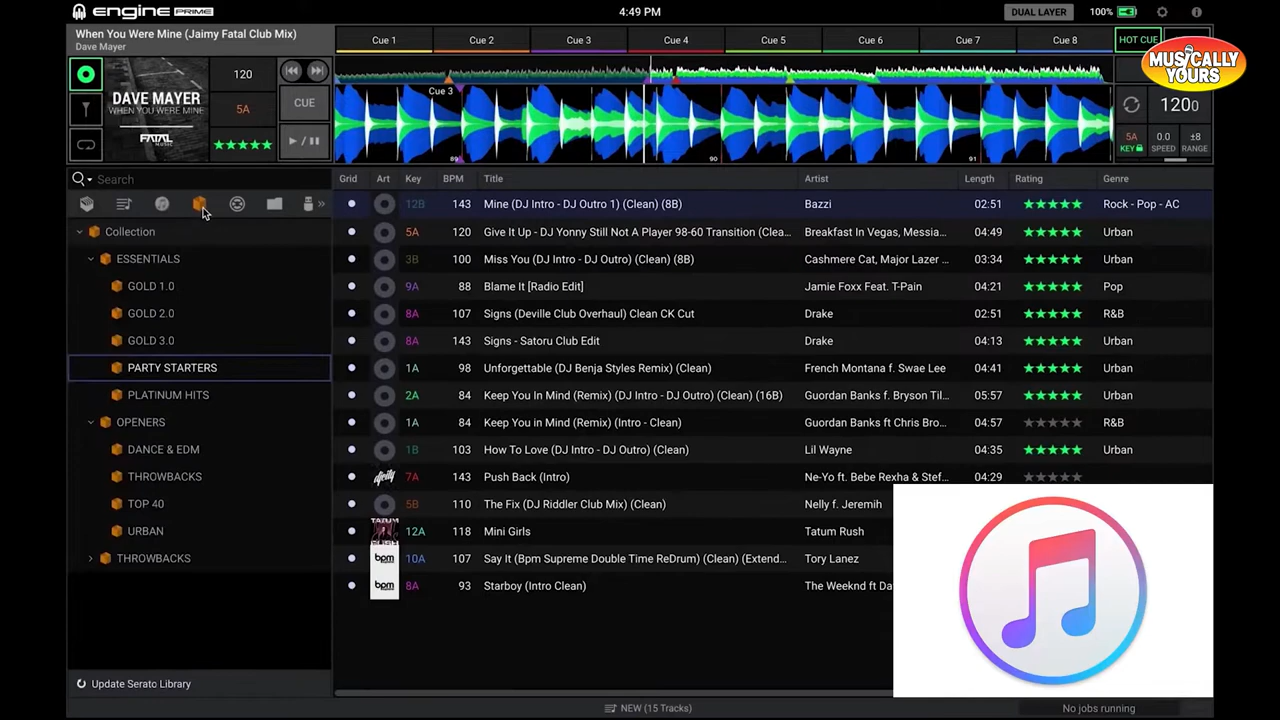 engine PRIME
4:49 PM
DUAL LAYER
100%
When You Were Mine (Jaimy Fatal Club Mix)
Dave Mayer
Cue 1 Cue 2 Cue 3 Cue 4 Cue 5 Cue 6 Cue 7 Cue 8 HOT CUE
MUSICALLY
YOURS
DAVE MAYER
WHEN YOU WERE MINE
FATAL
MUSIC
120
5A
CUE
Cue 3
89
90
91
1200
5A 0.0 ±8
KEY SPEED RANGE
Search
Grid Art Key BPM Title Artist Length Rating Genre
Collection
ESSENTIALS
GOLD 1.0
GOLD 2.0
GOLD 3.0
PARTY STARTERS
PLATINUM HITS
OPENERS
DANCE & EDM
THROWBACKS
TOP 40
URBAN
THROWBACKS
12B 143 Mine (DJ Intro - DJ Outro 1) (Clean) (8B) Bazzi 02:51 Rock - Pop - AC
5A 120 Give It Up - DJ Yonny Still Not A Player 98-60 Transition (Clea... Breakfast In Vegas, Messia... 04:49 Urban
3B 100 Miss You (DJ Intro - DJ Outro) (Clean) (8B) Cashmere Cat, Major Lazer ... 03:34 Urban
9A 88 Blame It [Radio Edit] Jamie Foxx Feat. T-Pain 04:21 Pop
8A 107 Signs (Deville Club Overhaul) Clean CK Cut Drake 02:51 R&B
8A 143 Signs - Satoru Club Edit Drake 04:13 Urban
1A 98 Unforgettable (DJ Benja Styles Remix) (Clean) French Montana f. Swae Lee 04:41 Urban
2A 84 Keep You In Mind (Remix) (DJ Intro - DJ Outro) (Clean) (16B) Guordan Banks f. Bryson Til... 05:57 Urban
1A 84 Keep You in Mind (Remix) (Intro - Clean) Guordan Banks ft Chris Bro... 04:57 R&B
1B 103 How To Love (DJ Intro - DJ Outro) (Clean) Lil Wayne 04:35 Urban
djcity 7A 143 Push Back (Intro) Ne-Yo ft. Bebe Rexha & Stef... 04:29
5B 104 The Fix (DJ Riddler Club Mix) (Clean) Nelly f. Jeremih
12A 118 Mini Girls Tatum Rush
bpm 10A 107 Say It (Bpm Supreme Double Time ReDrum) (Clean) (Extend... Tory Lanez
bpm 8A 93 Starboy (Intro Clean) The Weeknd ft Da
Update Serato Library
NEW (15 Tracks)
No jobs running